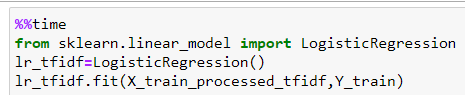 %%time
from sklearn.linear_model import LogisticRegression
lr_tfidf=LogisticRegression()
lr_tfidf.fit(X_train_processed_tfidf,Y_train)